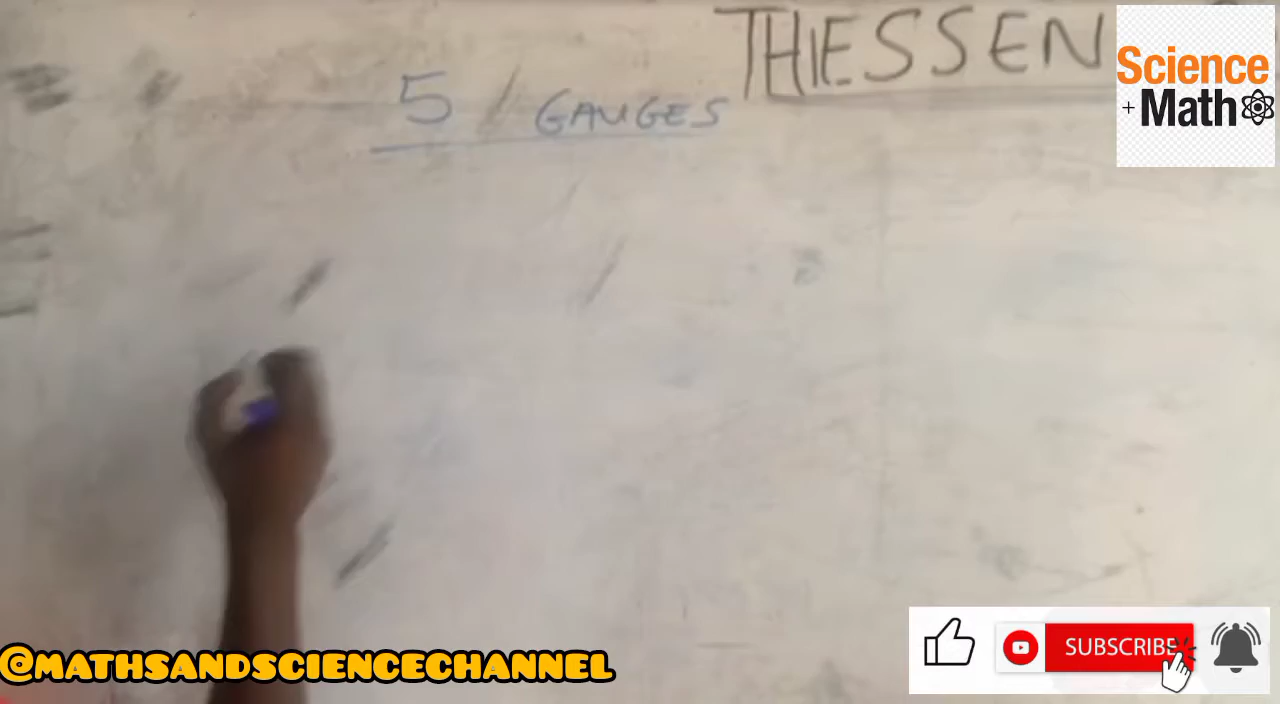 THIESSEN
5 GAUGES
Science
+Math
SUBSCRIBE
@MATHSANDSCIENCECHANNEL